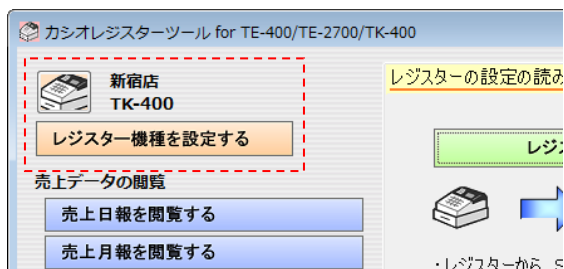 カシオレジスターツール for TE-400/TE-2700/TK-400
新宿店
TK-400
レジスター機種を設定する
売上データの閲覧
売上日報を閲覧する
売上月報を閲覧する
レジスターの設定の読み
レジス
・レジスターから S